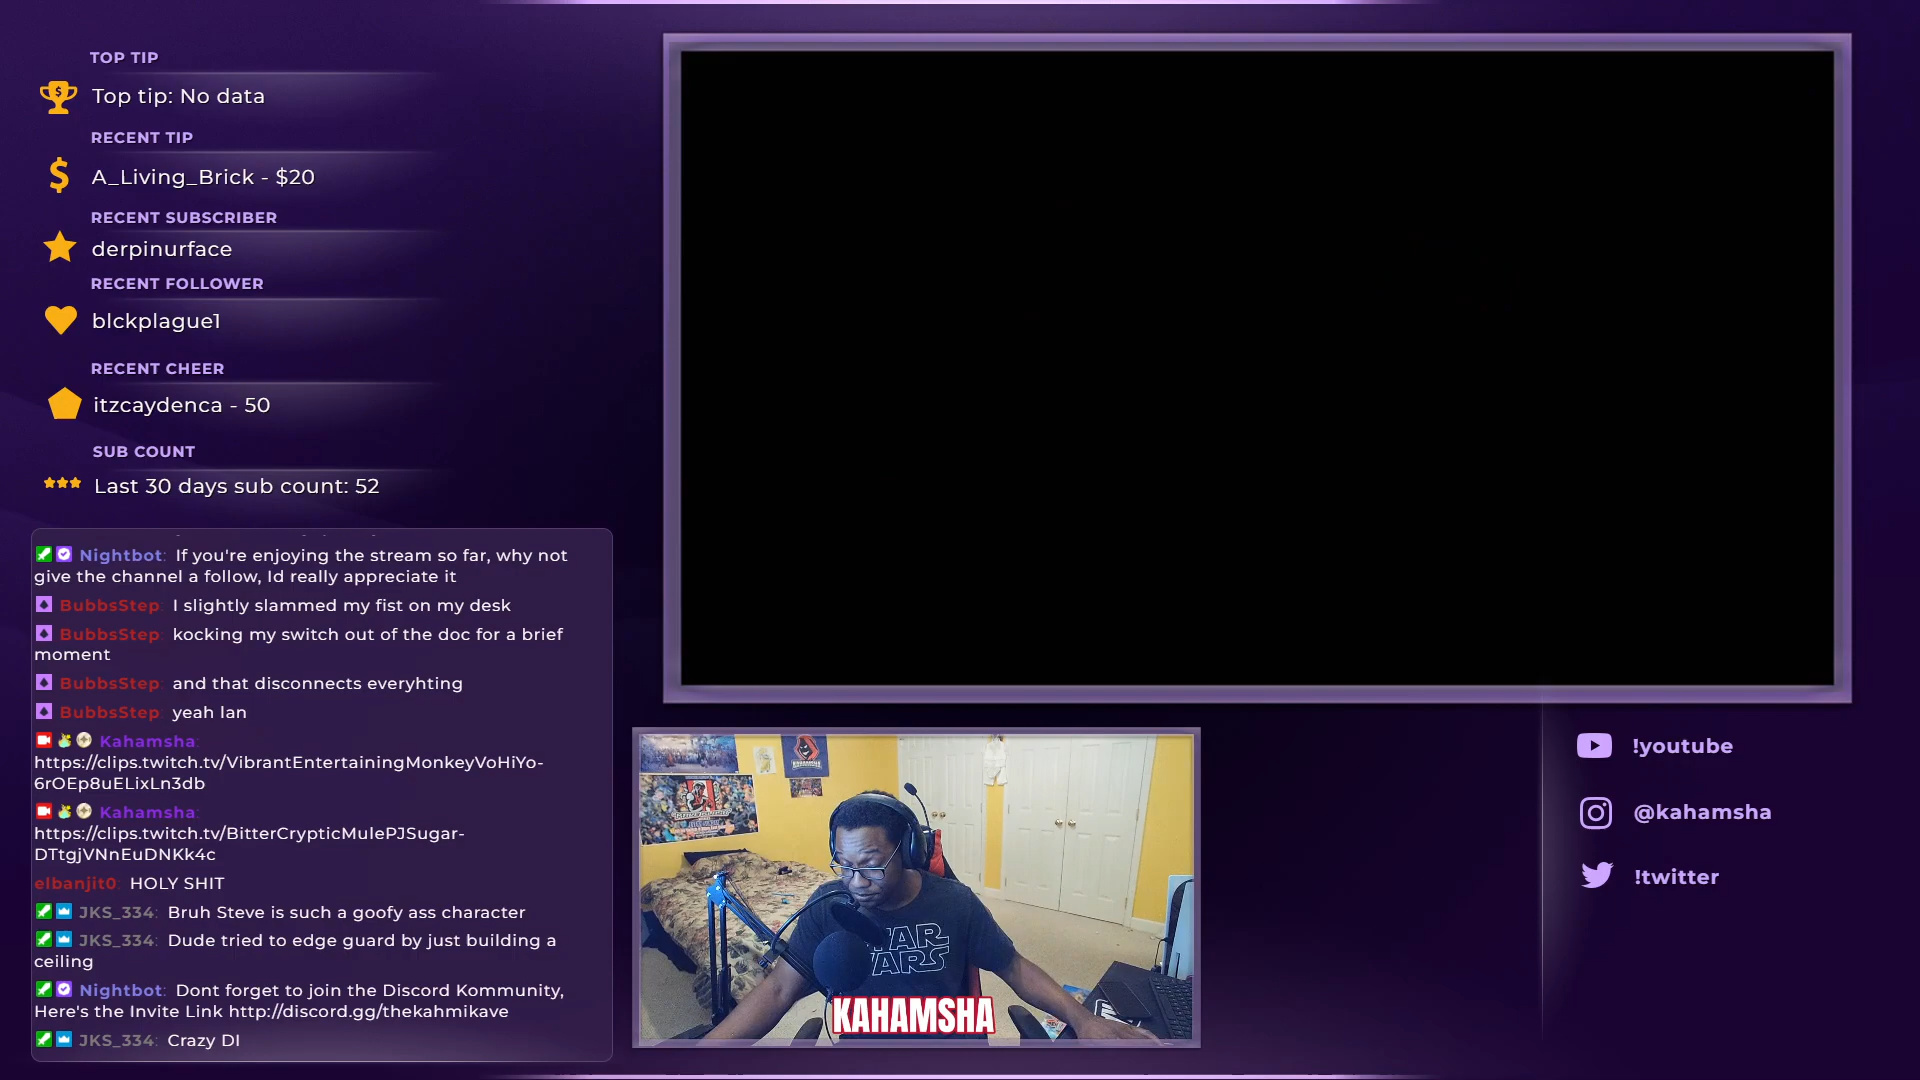 TOP TIP
Top tip: No data
RECENT TIP
A_Living_Brick - $20
RECENT SUBSCRIBER
derpinurface
RECENT FOLLOWER
blckplague1
RECENT CHEER
itzcaydenca - 50
SUB COUNT
Last 30 days sub count: 52
Nightbot: If you're enjoying the stream so far, why not
give the channel a follow, Id really appreciate it
BubbsStep: I slightly slammed my fist on my desk
BubbsStep: kocking my switch out of the doc for a brief
moment
BubbsStep: and that disconnects everyhting
BubbsStep: yeah lan
Kahamsha:
https://clips.twitch.tv/VibrantEntertainingMonkeyVoHiYo-
6rOEp8uELixLn3db
Kahamsha:
https://clips.twitch.tv/BitterCrypticMulePJSugar-
DTtgjVNnEuDNKk4c
elbanjit0: HOLY SHIT
JKS_334: Bruh Steve is such a goofy ass character
JKS_334: Dude tried to edge guard by just building a
ceiling
Nightbot: Dont forget to join the Discord Kommunity,
Here's the Invite Link http://discord.gg/thekahmikave
JKS_334: Crazy DI
STAR
WARS
KAHAMSHA
!youtube
@kahamsha
!twitter